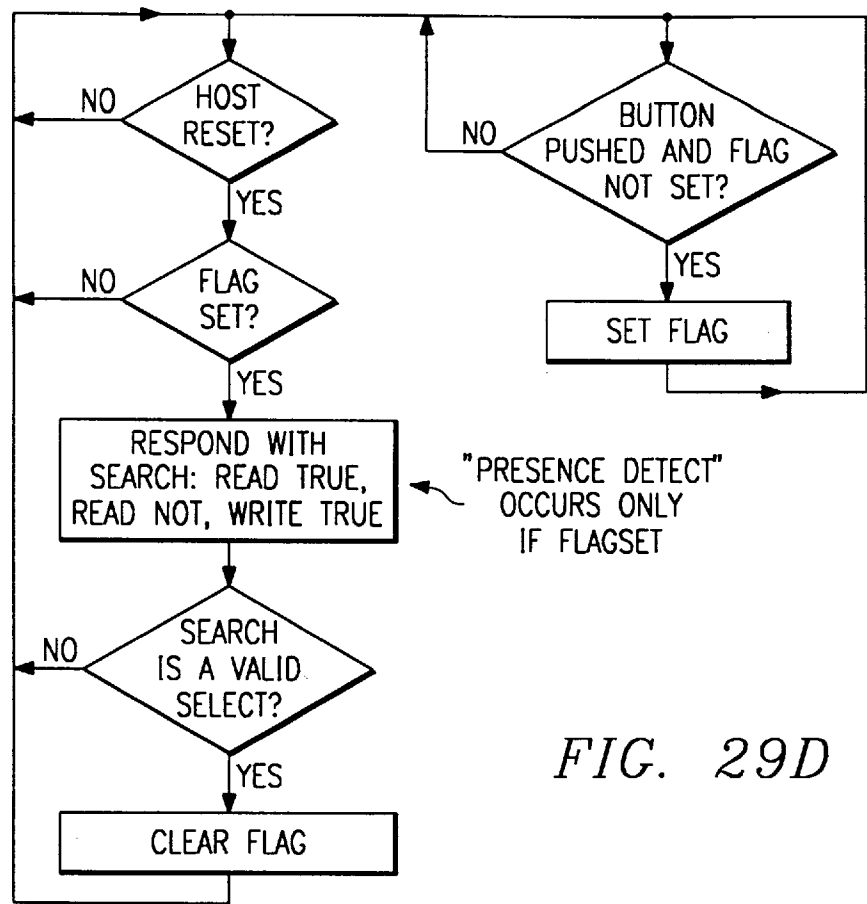 HOST
RESET?
NO
YES
FLAG
SET?
NO
YES
RESPOND WITH
SEARCH: READ TRUE,
READ NOT, WRITE TRUE
"PRESENCE DETECT"
OCCURS ONLY
IF FLAGSET
SEARCH
IS A VALID
SELECT?
NO
YES
CLEAR FLAG
BUTTON
PUSHED AND FLAG
NOT SET?
NO
YES
SET FLAG
FIG. 29D